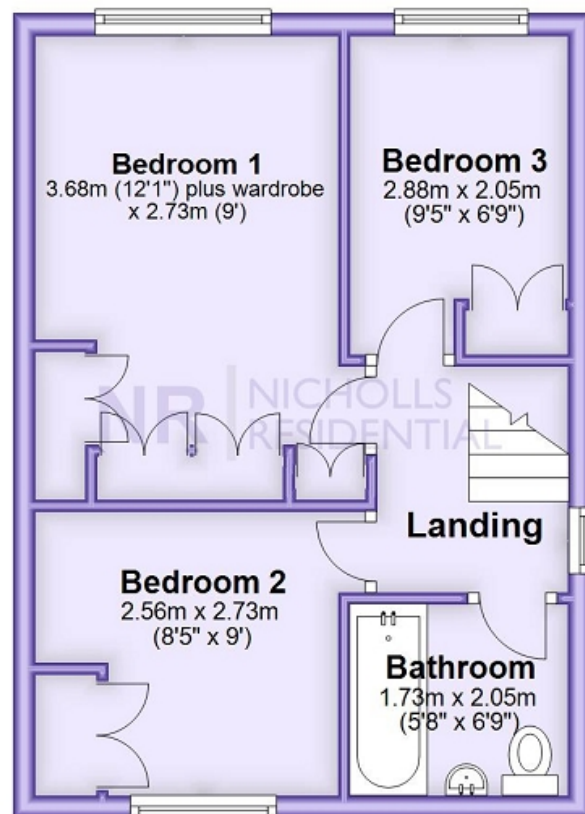 Bedroom 1
3.68m (12'1") plus wardrobe
x 2.73m (9')
Bedroom 3
2.88m x 2.05m
(9'5" x 6'9")
NR | NICHOLLS
RESIDENTIAL
Landing
Bedroom 2
2.56m x 2.73m
(8'5" x 9')
Bathroom
1.73m x 2.05m
(5'8" x 6'9")